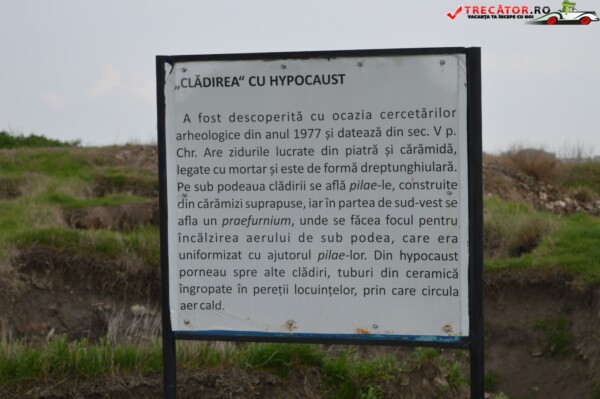 TRECĂTOR.RO
VACANȚA TA ÎNCEPE CU NOI
„CLĂDIREA“ CU HYPOCAUST
A fost descoperită cu ocazia cercetărilor
arheologice din anul 1977 și datează din sec. V p.
Chr. Are zidurile lucrate din piatră și cărămidă,
legate cu mortar și este de formă dreptunghiulară.
Pe sub podeaua clădirii se află pilae-le, construite
din cărămizi suprapuse, iar în partea de sud-vest se
afla un praefurnium, unde se făcea focul pentru
încălzirea aerului de sub podea, care era
uniformizat cu ajutorul pilae-lor. Din hypocaust
porneau spre alte clădiri, tuburi din ceramică
îngropate în pereții locuințelor, prin care circula
aer cald.